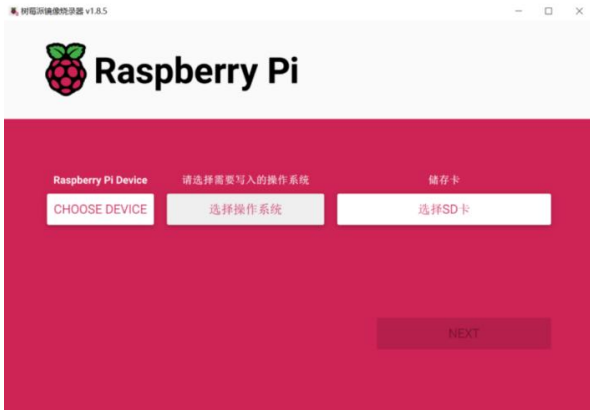 树莓派镜像烧录器 v1.8.5
Raspberry Pi
Raspberry Pi Device
请选择需要写入的操作系统
储存卡
CHOOSE DEVICE
选择操作系统
选择SD卡
NEXT